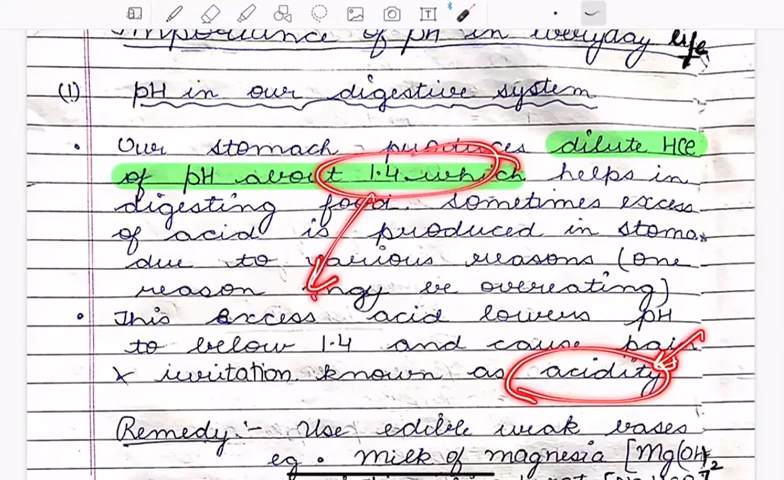 Importance of pH in everyday life
(1) pH in our digestive system
• Our stomach produces dilute HCl
of pH about 1.4 which helps in
digesting food. Sometimes excess
of acid is produced in stoma
due to various reasons (one
reason may be overeating)
• This excess acid lowers pH
to below 1.4 and cause pain
& irritation known as acidity
Remedy :- Use edible weak bases
eg • milk of magnesia [Mg(OH)2